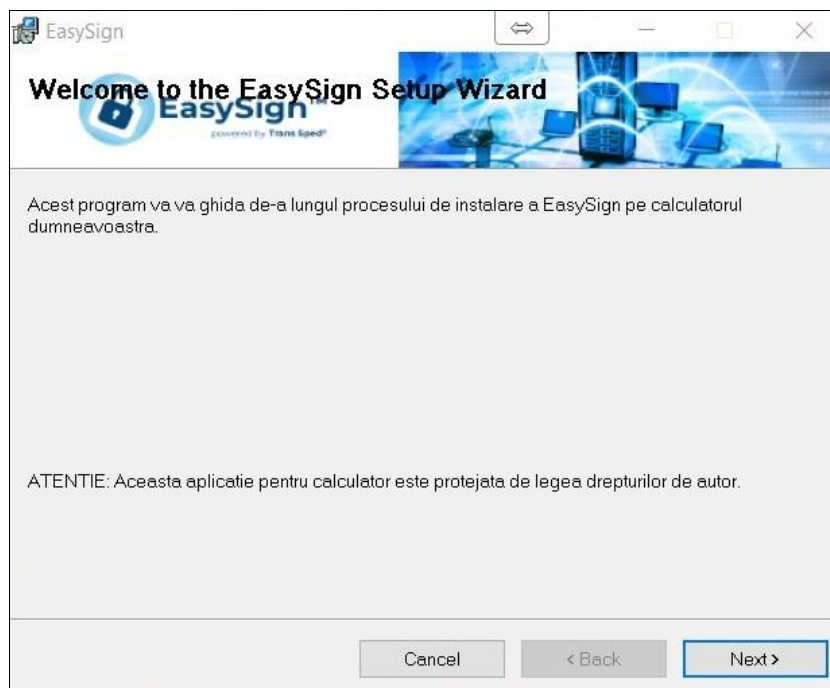 EasySign
Welcome to the EasySign Setup Wizard
EasySign™
powered by Trans Sped®
Acest program va va ghida de-a lungul procesului de instalare a EasySign pe calculatorul
dumneavoastra.
ATENTIE: Aceasta aplicatie pentru calculator este protejata de legea drepturilor de autor.
Cancel
< Back
Next >